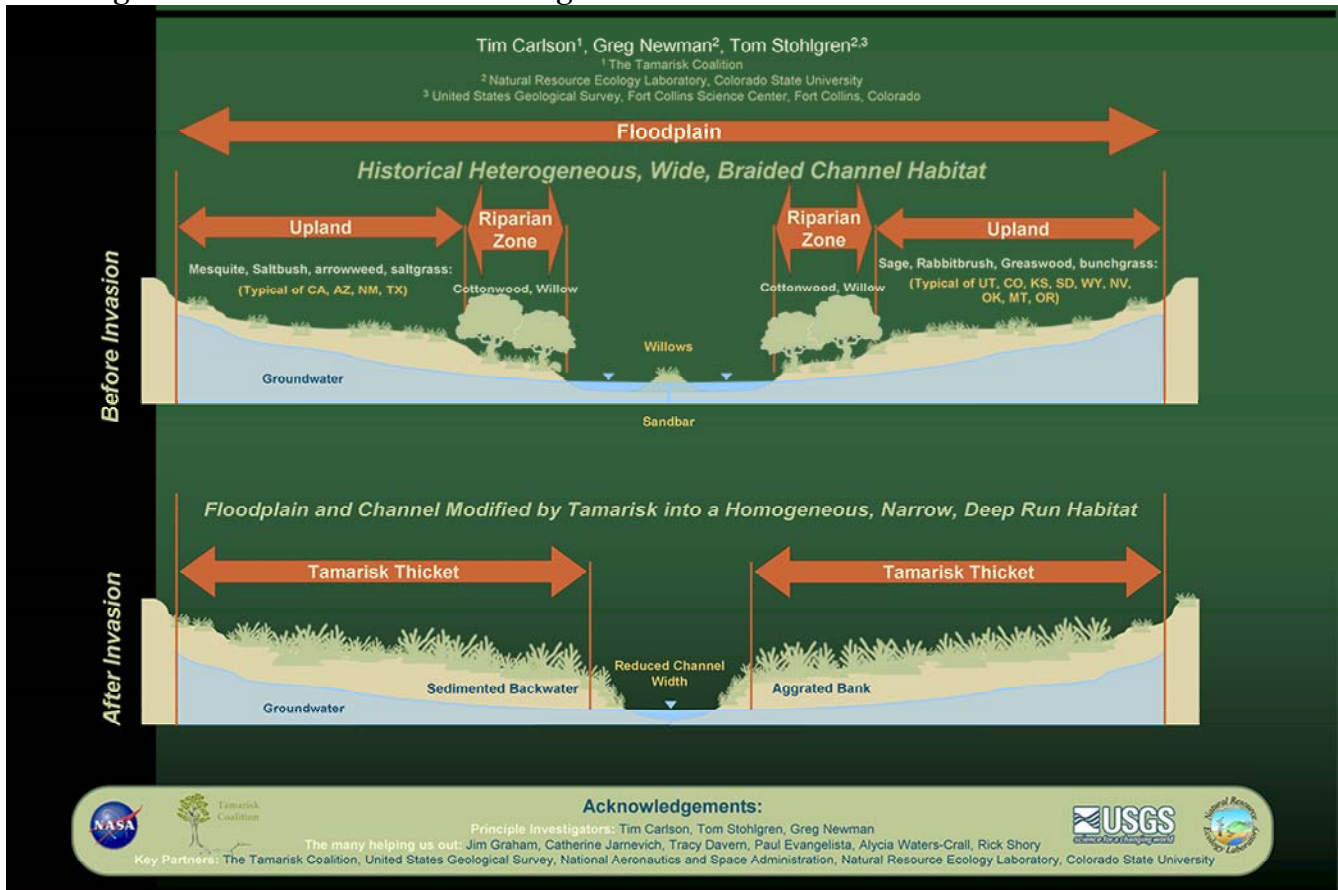 Tim Carlson¹, Greg Newman², Tom Stohlgren²,³
¹ The Tamarisk Coalition
² Natural Resource Ecology Laboratory, Colorado State University
³ United States Geological Survey, Fort Collins Science Center, Fort Collins, Colorado
Floodplain
Historical Heterogeneous, Wide, Braided Channel Habitat
Before Invasion
Upland
Riparian
Zone
Riparian
Zone
Upland
Mesquite, Saltbush, arrowweed, saltgrass:
(Typical of CA, AZ, NM, TX)
Cottonwood, Willow
Cottonwood, Willow
Sage, Rabbitbrush, Greaswood, bunchgrass:
(Typical of UT, CO, KS, SD, WY, NV,
OK, MT, OR)
Willows
Groundwater
Sandbar
Floodplain and Channel Modified by Tamarisk into a Homogeneous, Narrow, Deep Run Habitat
After Invasion
Tamarisk Thicket
Tamarisk Thicket
Reduced Channel
Width
Sedimented Backwater
Aggrated Bank
Groundwater
NASA
Tamarisk
Coalition
Acknowledgements:
Principle Investigators: Tim Carlson, Tom Stohlgren, Greg Newman
The many helping us out: Jim Graham, Catherine Jarnevich, Tracy Davern, Paul Evangelista, Alycia Waters-Crall, Rick Shory
Key Partners: The Tamarisk Coalition, United States Geological Survey, National Aeronautics and Space Administration, Natural Resource Ecology Laboratory, Colorado State University
USGS
science for a changing world
Natural Resource
Ecology Laboratory